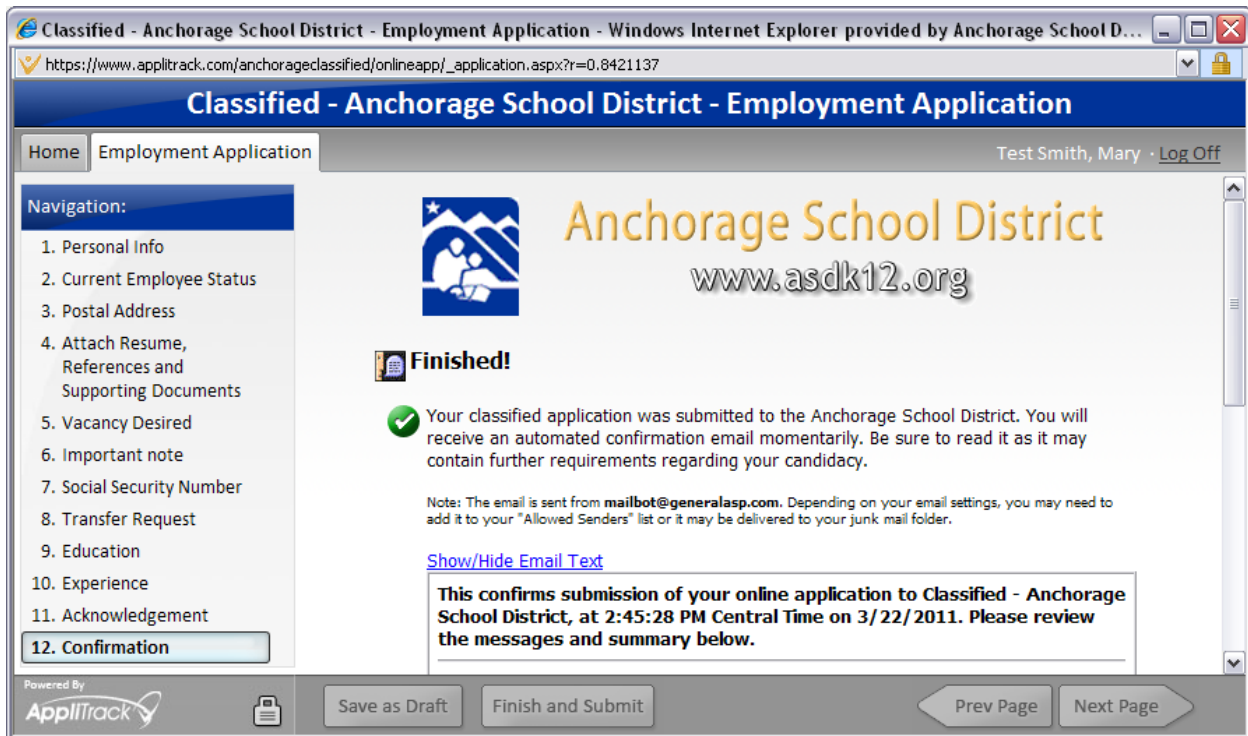 Classified - Anchorage School District - Employment Application - Windows Internet Explorer provided by Anchorage School D...
https://www.applitrack.com/anchorageclassified/onlineapp/_application.aspx?r=0.8421137
Classified - Anchorage School District - Employment Application
Home Employment Application Test Smith, Mary · Log Off
Navigation:
1. Personal Info
2. Current Employee Status
3. Postal Address
4. Attach Resume,
References and
Supporting Documents
5. Vacancy Desired
6. Important note
7. Social Security Number
8. Transfer Request
9. Education
10. Experience
11. Acknowledgement
12. Confirmation
Anchorage School District
www.asdk12.org
Finished!
Your classified application was submitted to the Anchorage School District. You will
receive an automated confirmation email momentarily. Be sure to read it as it may
contain further requirements regarding your candidacy.
Note: The email is sent from mailbot@generalasp.com. Depending on your email settings, you may need to
add it to your "Allowed Senders" list or it may be delivered to your junk mail folder.
Show/Hide Email Text
This confirms submission of your online application to Classified - Anchorage
School District, at 2:45:28 PM Central Time on 3/22/2011. Please review
the messages and summary below.
Powered By
AppliTrack
Save as Draft Finish and Submit Prev Page Next Page